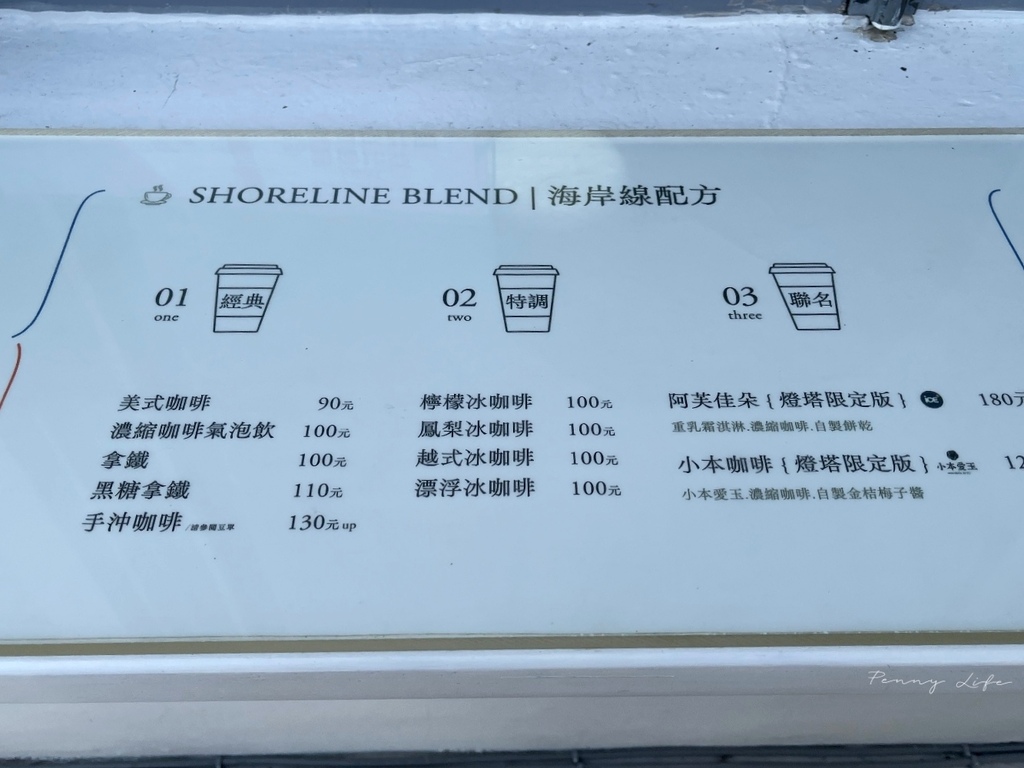 SHORELINE BLEND | 海岸線配方
01
one
經典
美式咖啡 90元
濃縮咖啡氣泡飲 100元
拿鐵 100元
黑糖拿鐵 110元
手沖咖啡 /請參閱豆單 130元 up
02
two
特調
檸檬冰咖啡 100元
鳳梨冰咖啡 100元
越式冰咖啡 100元
漂浮冰咖啡 100元
03
three
聯名
阿芙佳朵 { 燈塔限定版 } 180元
重乳霜淇淋.濃縮咖啡.自製餅乾
小本咖啡 { 燈塔限定版 } 小本愛玉 12
小本愛玉.濃縮咖啡.自製金桔梅子醬
Penny Life